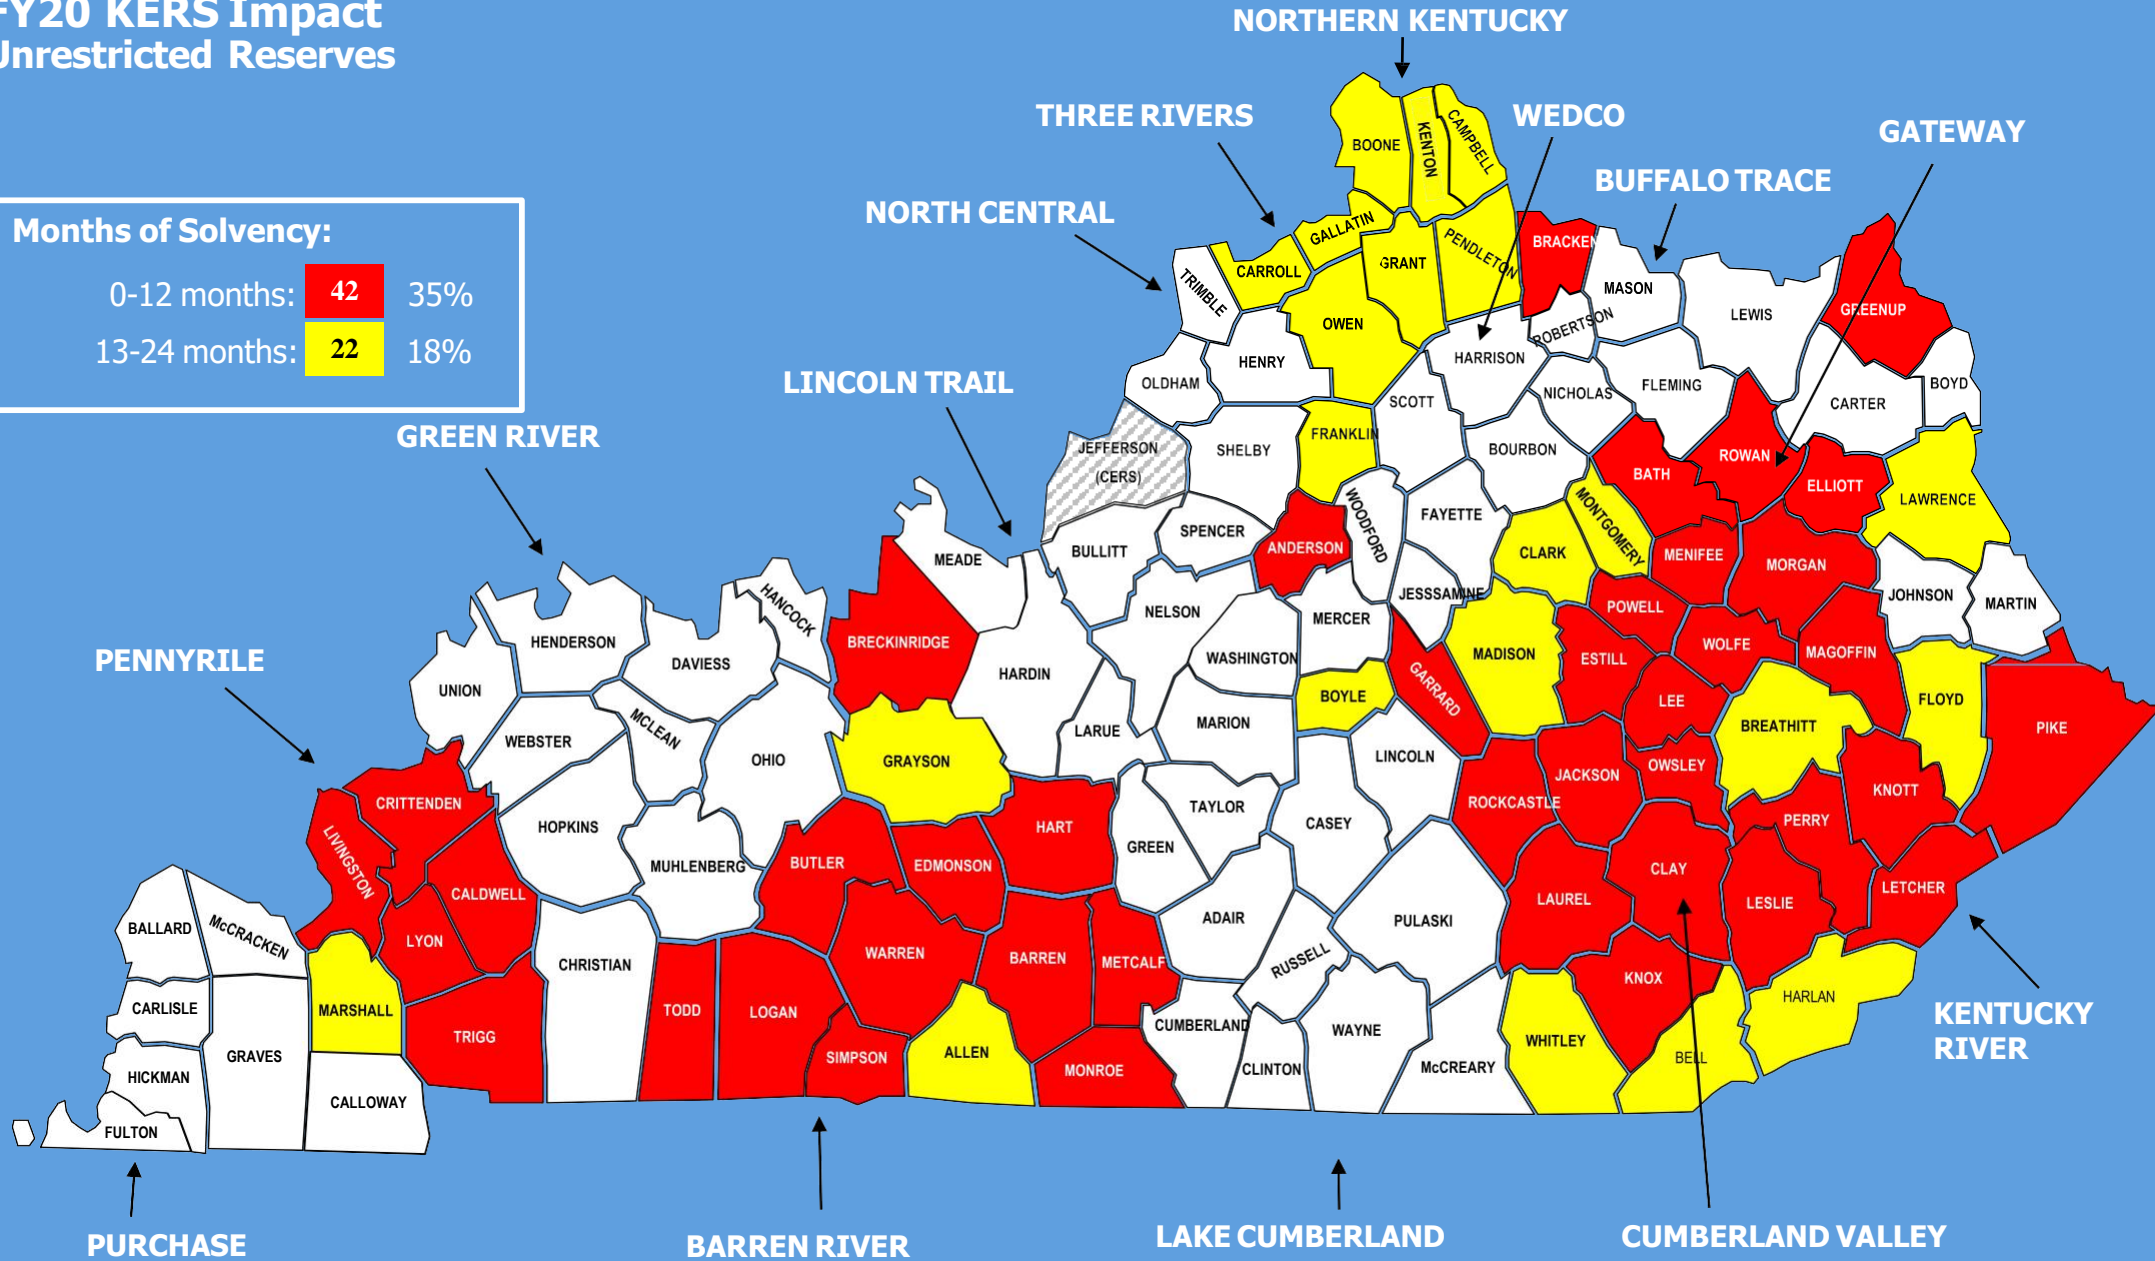 FY20 KERS Impact
Unrestricted Reserves
Months of Solvency:
0-12 months: 42 35%
13-24 months: 22 18%
NORTHERN KENTUCKY
THREE RIVERS
WEDCO
GATEWAY
BUFFALO TRACE
NORTH CENTRAL
LINCOLN TRAIL
GREEN RIVER
PENNYRILE
PURCHASE
BARREN RIVER
LAKE CUMBERLAND
CUMBERLAND VALLEY
KENTUCKY
RIVER
BOONE
KENTON
CAMPBELL
GALLATIN
CARROLL
GRANT
PENDLETON
BRACKEN
MASON
LEWIS
GREENUP
TRIMBLE
OWEN
ROBERTSON
HENRY
HARRISON
OLDHAM
NICHOLAS
FLEMING
BOYD
SCOTT
CARTER
JEFFERSON
(CERS)
SHELBY
FRANKLIN
BOURBON
BATH
ROWAN
ELLIOTT
LAWRENCE
WOODFORD
FAYETTE
MONTGOMERY
SPENCER
ANDERSON
CLARK
MENIFEE
MORGAN
MEADE
BULLITT
JESSSAMINE
JOHNSON
MARTIN
HANCOCK
NELSON
MERCER
POWELL
HENDERSON
BRECKINRIDGE
DAVIESS
HARDIN
WASHINGTON
MADISON
ESTILL
WOLFE
MAGOFFIN
UNION
BOYLE
GARRARD
LEE
FLOYD
MCLEAN
WEBSTER
LARUE
MARION
BREATHITT
PIKE
OHIO
GRAYSON
LINCOLN
JACKSON
OWSLEY
CRITTENDEN
KNOTT
HOPKINS
HART
TAYLOR
CASEY
ROCKCASTLE
PERRY
LIVINGSTON
MUHLENBERG
BUTLER
EDMONSON
GREEN
CLAY
CALDWELL
LETCHER
BALLARD
McCRACKEN
LYON
ADAIR
PULASKI
LAUREL
LESLIE
CHRISTIAN
WARREN
BARREN
METCALF
RUSSELL
KNOX
CARLISLE
MARSHALL
TODD
LOGAN
HARLAN
TRIGG
CUMBERLAND
WAYNE
WHITLEY
GRAVES
SIMPSON
ALLEN
BELL
HICKMAN
MONROE
CLINTON
McCREARY
CALLOWAY
FULTON